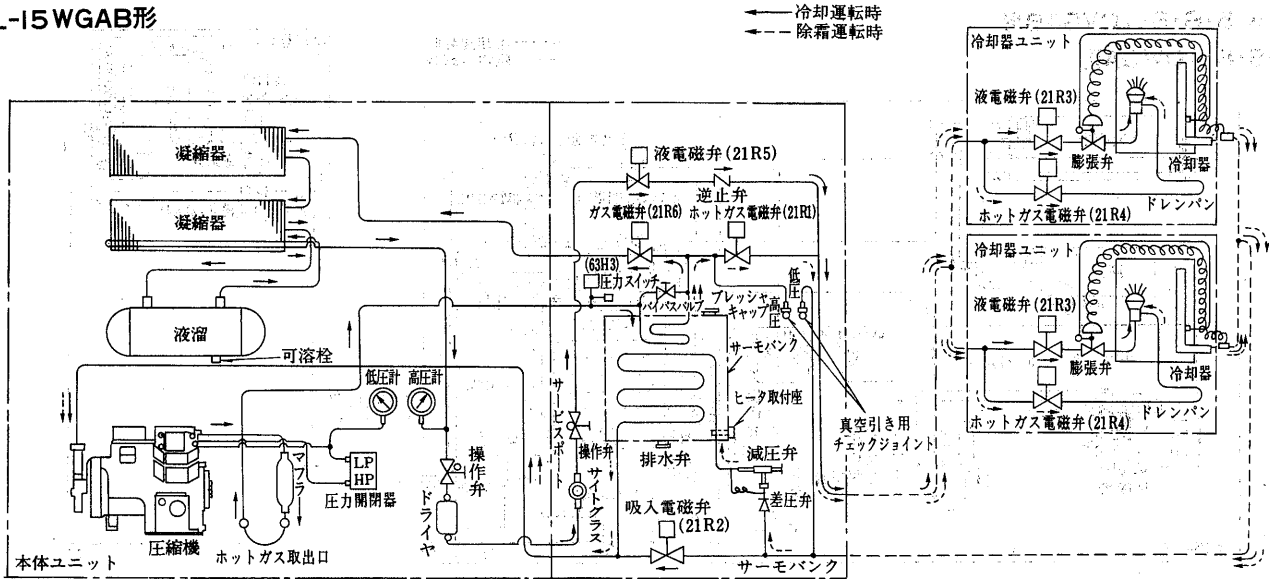 L-15WGAB形
冷却運転時
除霜運転時
冷却器ユニット
液電磁弁(21R3)
膨張弁
冷却器
ドレンパン
ホットガス電磁弁(21R4)
冷却器ユニット
液電磁弁(21R3)
膨張弁
冷却器
ドレンパン
ホットガス電磁弁(21R4)
凝縮器
凝縮器
液溜
可溶栓
低圧計
高圧計
LP
HP
圧力開閉器
マフラ
圧縮機
ホットガス取出口
操作弁
ドライヤ
本体ユニット
液電磁弁(21R5)
逆止弁
ガス電磁弁(21R6)
ホットガス電磁弁(21R1)
(63H3)
圧力スイッチ
バイパスバルブ
プレッシャ
キャップ
高圧
低圧
サーモバンク
ヒータ取付座
サービスポート
操作弁
サイトグラス
排水弁
減圧弁
差圧弁
真空引き用
チェックジョイント
吸入電磁弁
(21R2)
サーモバンク